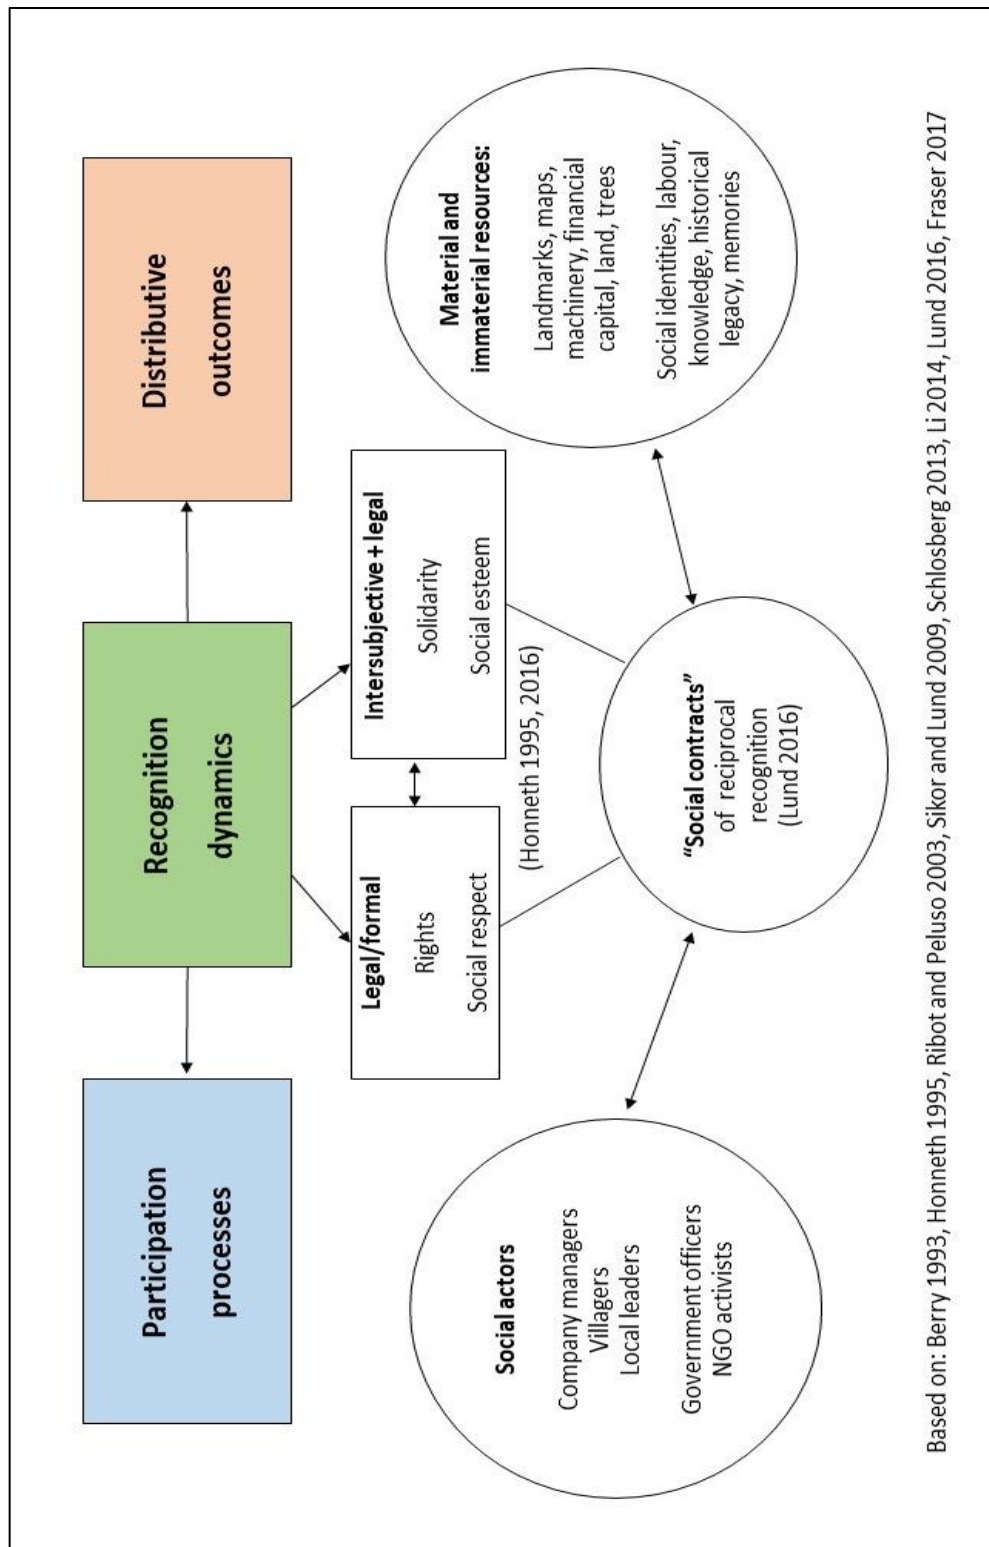 Participation
processes
Recognition
dynamics
Distributive
outcomes
Legal/formal
Rights
Social respect
Intersubjective + legal
Solidarity
Social esteem
(Honneth 1995, 2016)
Social actors
Company managers
Villagers
Local leaders
Government officers
NGO activists
“Social contracts”
of reciprocal
recognition
(Lund 2016)
Material and
immaterial resources:
Landmarks, maps,
machinery, financial
capital, land, trees
Social identities, labour,
knowledge, historical
legacy, memories
Based on: Berry 1993, Honneth 1995, Ribot and Peluso 2003, Sikor and Lund 2009, Schlosberg 2013, Li 2014, Lund 2016, Fraser 2017